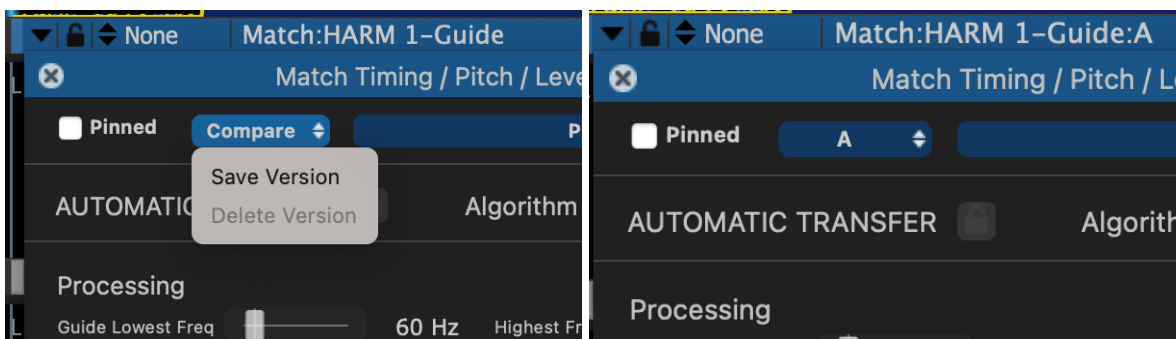 None Match:HARM 1-Guide
Match Timing / Pitch / Leve
Pinned Compare P
Save Version
Delete Version
AUTOMATIC Algorithm
Processing
Guide Lowest Freq 60 Hz Highest Fr
None Match:HARM 1-Guide:A
Match Timing / Pitch / L
Pinned A
AUTOMATIC TRANSFER Algorith
Processing